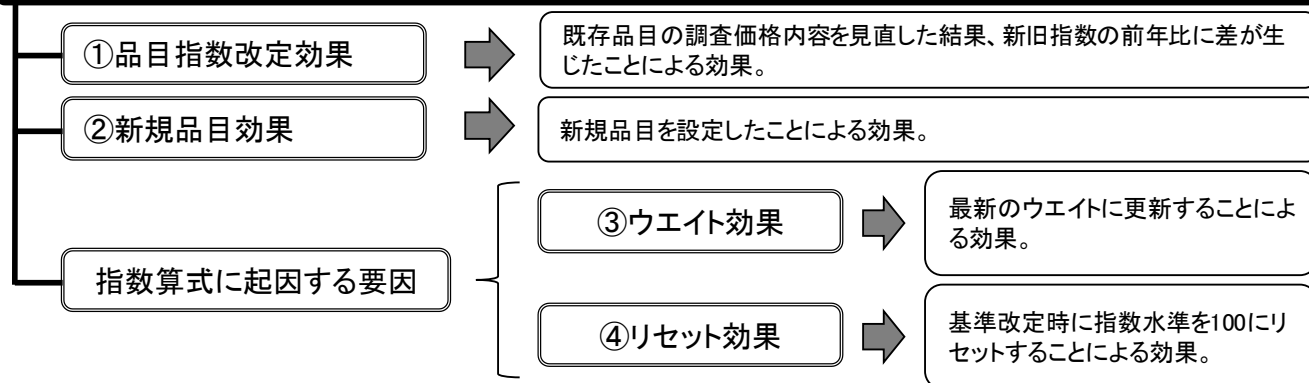 ①品目指数改定効果
既存品目の調査価格内容を見直した結果、新旧指数の前年比に差が生
じたことによる効果。
②新規品目効果
新規品目を設定したことによる効果。
指数算式に起因する要因
③ウエイト効果
最新のウエイトに更新することによ
る効果。
④リセット効果
基準改定時に指数水準を100にリ
セットすることによる効果。